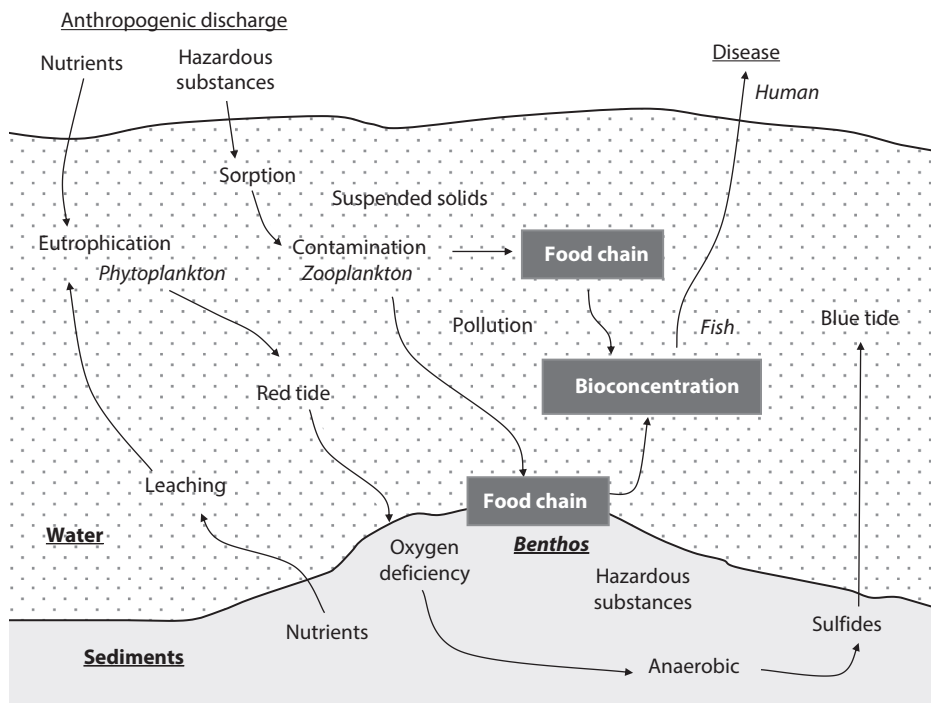 Anthropogenic discharge
Nutrients
Hazardous
substances
Disease
Human
Sorption
Suspended solids
Eutrophication
Phytoplankton
Contamination
Zooplankton
Food chain
Pollution
Fish
Blue tide
Bioconcentration
Red tide
Leaching
Food chain
Water
Oxygen
deficiency
Benthos
Hazardous
substances
Nutrients
Sulfides
Sediments
Anaerobic